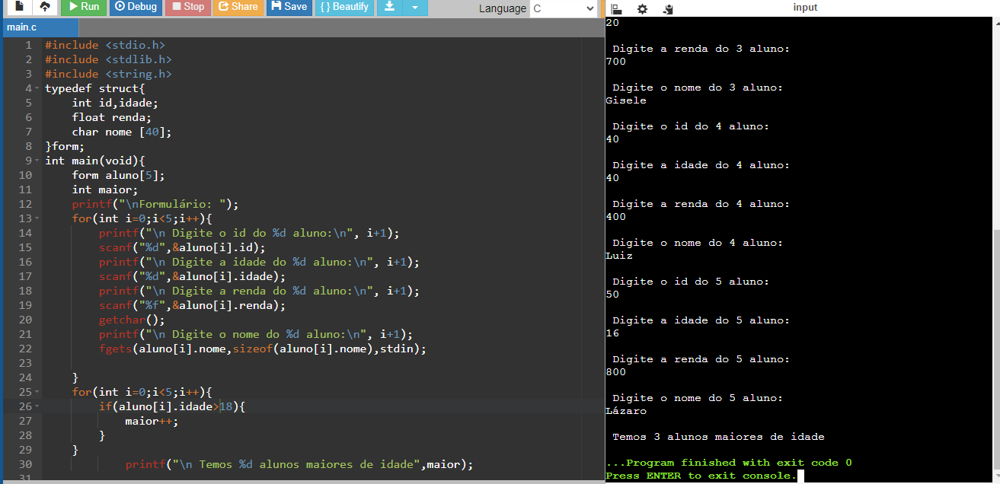 Run Debug Stop Share Save { } Beautify Language C
input
main.c
1 #include <stdio.h>
2 #include <stdlib.h>
3 #include <string.h>
4 typedef struct{
5 int id,idade;
6 float renda;
7 char nome [40];
8 }form;
9 int main(void){
10 form aluno[5];
11 int maior;
12 printf("\nFormulário: ");
13 for(int i=0;i<5;i++){
14 printf("\n Digite o id do %d aluno:\n", i+1);
15 scanf("%d",&aluno[i].id);
16 printf("\n Digite a idade do %d aluno:\n", i+1);
17 scanf("%d",&aluno[i].idade);
18 printf("\n Digite a renda do %d aluno:\n", i+1);
19 scanf("%f",&aluno[i].renda);
20 getchar();
21 printf("\n Digite o nome do %d aluno:\n", i+1);
22 fgets(aluno[i].nome,sizeof(aluno[i].nome),stdin);
23
24 }
25 for(int i=0;i<5;i++){
26 if(aluno[i].idade>18){
27 maior++;
28 }
29 }
30 printf("\n Temos %d alunos maiores de idade",maior);
31
20
Digite a renda do 3 aluno:
700
Digite o nome do 3 aluno:
Gisele
Digite o id do 4 aluno:
40
Digite a idade do 4 aluno:
40
Digite a renda do 4 aluno:
400
Digite o nome do 4 aluno:
Luiz
Digite o id do 5 aluno:
50
Digite a idade do 5 aluno:
16
Digite a renda do 5 aluno:
800
Digite o nome do 5 aluno:
Lázaro
Temos 3 alunos maiores de idade
...Program finished with exit code 0
Press ENTER to exit console.